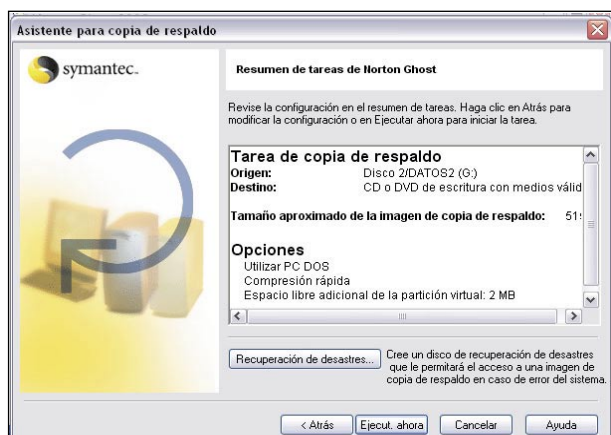 Asistente para copia de respaldo
symantec.
Resumen de tareas de Norton Ghost
Revise la configuración en el resumen de tareas. Haga clic en Atrás para
modificar la configuración o en Ejecutar ahora para iniciar la tarea.
Tarea de copia de respaldo
Origen: Disco 2/DATOS2 (G:)
Destino: CD o DVD de escritura con medios válid
Tamaño aproximado de la imagen de copia de respaldo:
Opciones
Utilizar PC DOS
Compresión rápida
Espacio libre adicional de la partición virtual: 2 MB
Recuperación de desastres...
Cree un disco de recuperación de desastres
que le permitará el acceso a una imagen de
copia de respaldo en caso de error del sistema.
< Atrás
Ejecut. ahora
Cancelar
Ayuda